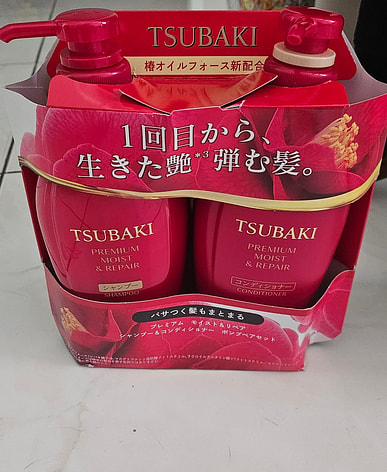 TSUBAKI
椿オイルフォース新配合
1回目から、
生きた艶*3弾む髪。
TSUBAKI
PREMIUM
MOIST
& REPAIR
シャンプー
SHAMPOO
TSUBAKI
PREMIUM
MOIST
& REPAIR
コンディショナー
CONDITIONER
パサつく髪もまとまる
プレミアム モイスト&リペア
シャンプー&コンディショナー ポンプペアセット